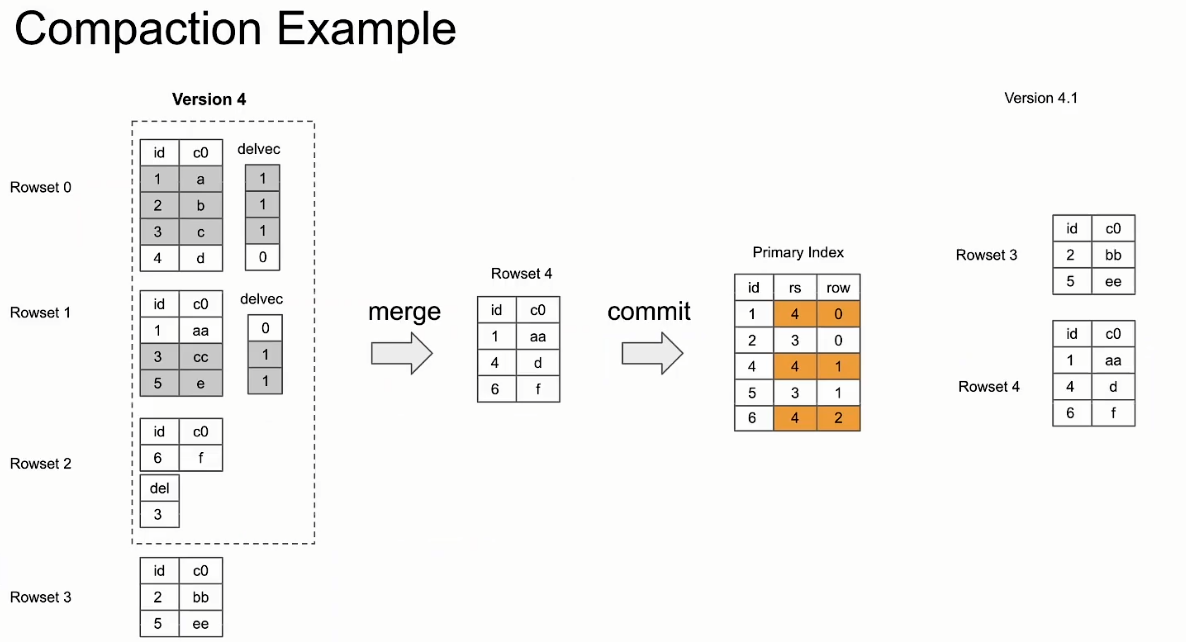 Compaction Example
Version 4
Rowset 0
id c0
1 a
2 b
3 c
4 d
delvec
1
1
1
0
Rowset 1
id c0
1 aa
3 cc
5 e
delvec
0
1
1
Rowset 2
id c0
6 f
del
3
Rowset 3
id c0
2 bb
5 ee
merge
Rowset 4
id c0
1 aa
4 d
6 f
commit
Primary Index
id rs row
1 4 0
2 3 0
4 4 1
5 3 1
6 4 2
Version 4.1
Rowset 3
id c0
2 bb
5 ee
Rowset 4
id c0
1 aa
4 d
6 f